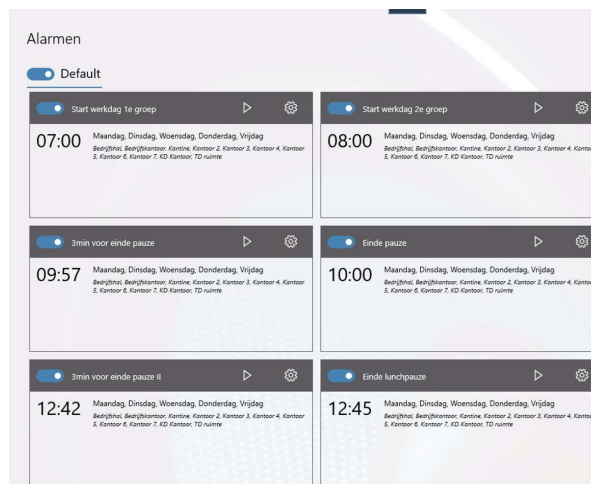 Alarmen
Default
Start werkdag 1e groep
07:00
Maandag, Dinsdag, Woensdag, Donderdag, Vrijdag
Bedrijfshal, Bedrijfskantoor, Kantine, Kantoor 2, Kantoor 3, Kantoor 4, Kantoor
5, Kantoor 6, Kantoor 7, KD Kantoor, TD ruimte
Start werkdag 2e groep
08:00
Maandag, Dinsdag, Woensdag, Donderdag, Vrijdag
Bedrijfshal, Bedrijfskantoor, Kantine, Kantoor 2, Kantoor 3, Kantoor 4, Kantoo
5, Kantoor 6, Kantoor 7, KD Kantoor, TD ruimte
3min voor einde pauze
09:57
Maandag, Dinsdag, Woensdag, Donderdag, Vrijdag
Bedrijfshal, Bedrijfskantoor, Kantine, Kantoor 2, Kantoor 3, Kantoor 4, Kantoor
5, Kantoor 6, Kantoor 7, KD Kantoor, TD ruimte
Einde pauze
10:00
Maandag, Dinsdag, Woensdag, Donderdag, Vrijdag
Bedrijfshal, Bedrijfskantoor, Kantine, Kantoor 2, Kantoor 3, Kantoor 4, Kantoo
5, Kantoor 6, Kantoor 7, KD Kantoor, TD ruimte
3min voor einde pauze II
12:42
Maandag, Dinsdag, Woensdag, Donderdag, Vrijdag
Bedrijfshal, Bedrijfskantoor, Kantine, Kantoor 2, Kantoor 3, Kantoor 4, Kantoor
5, Kantoor 6, Kantoor 7, KD Kantoor, TD ruimte
Einde lunchpauze
12:45
Maandag, Dinsdag, Woensdag, Donderdag, Vrijdag
Bedrijfshal, Bedrijfskantoor, Kantine, Kantoor 2, Kantoor 3, Kantoor 4, Kantoo
5, Kantoor 6, Kantoor 7, KD Kantoor, TD ruimte